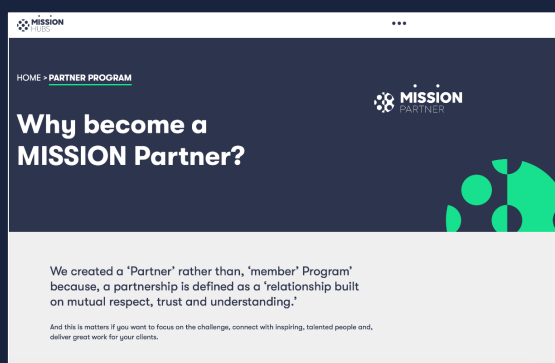 MISSION
HUBS
HOME > PARTNER PROGRAM
MISSION
PARTNER
Why become a
MISSION Partner?
We created a ‘Partner’ rather than, ‘member’ Program’
because, a partnership is defined as a ‘relationship built
on mutual respect, trust and understanding.’
And this is matters if you want to focus on the challenge, connect with inspiring, talented people and,
deliver great work for your clients.